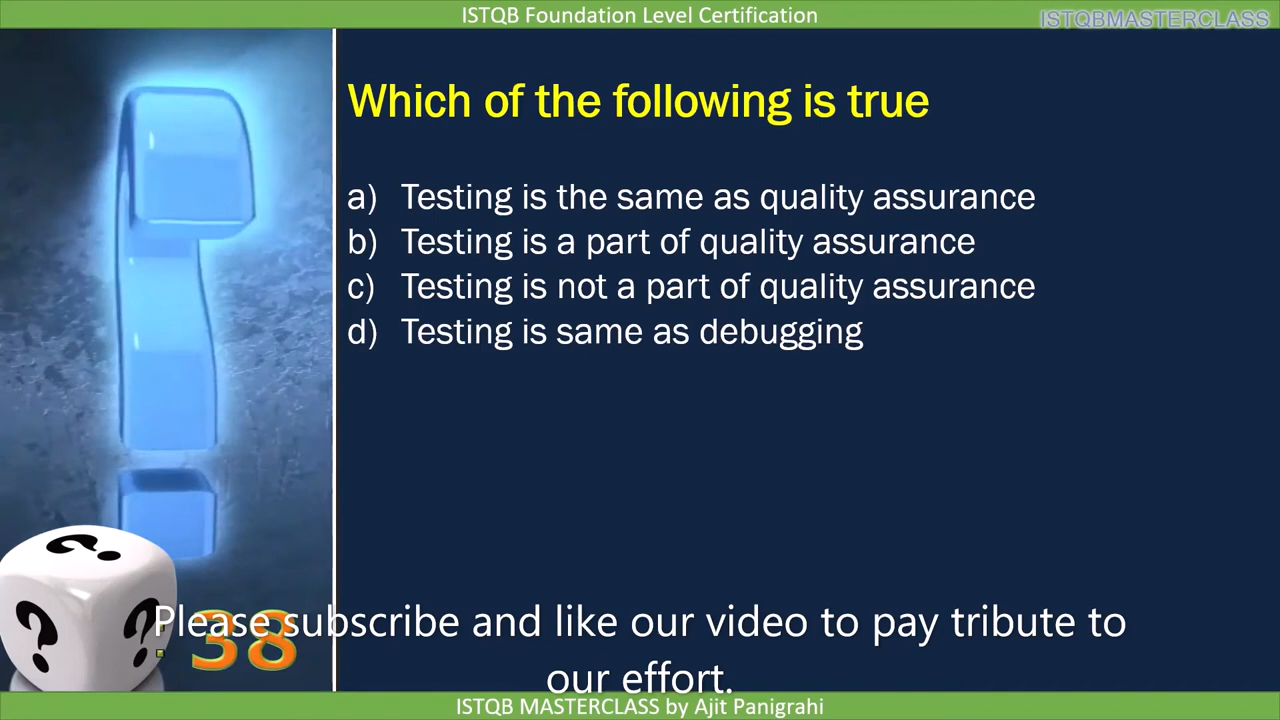 ISTQB Foundation Level Certification
ISTQBMASTERCLASS
Which of the following is true
a) Testing is the same as quality assurance
b) Testing is a part of quality assurance
c) Testing is not a part of quality assurance
d) Testing is same as debugging
? ? ?
: 38
Please subscribe and like our video to pay tribute to
our effort.
ISTQB MASTERCLASS by Ajit Panigrahi